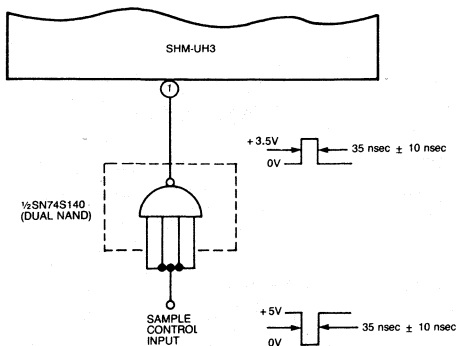 SHM-UH3
1
+3.5V
0V
35 nsec ± 10 nsec
½SN74S140
(DUAL NAND)
SAMPLE
CONTROL
INPUT
+5V
0V
35 nsec ± 10 nsec